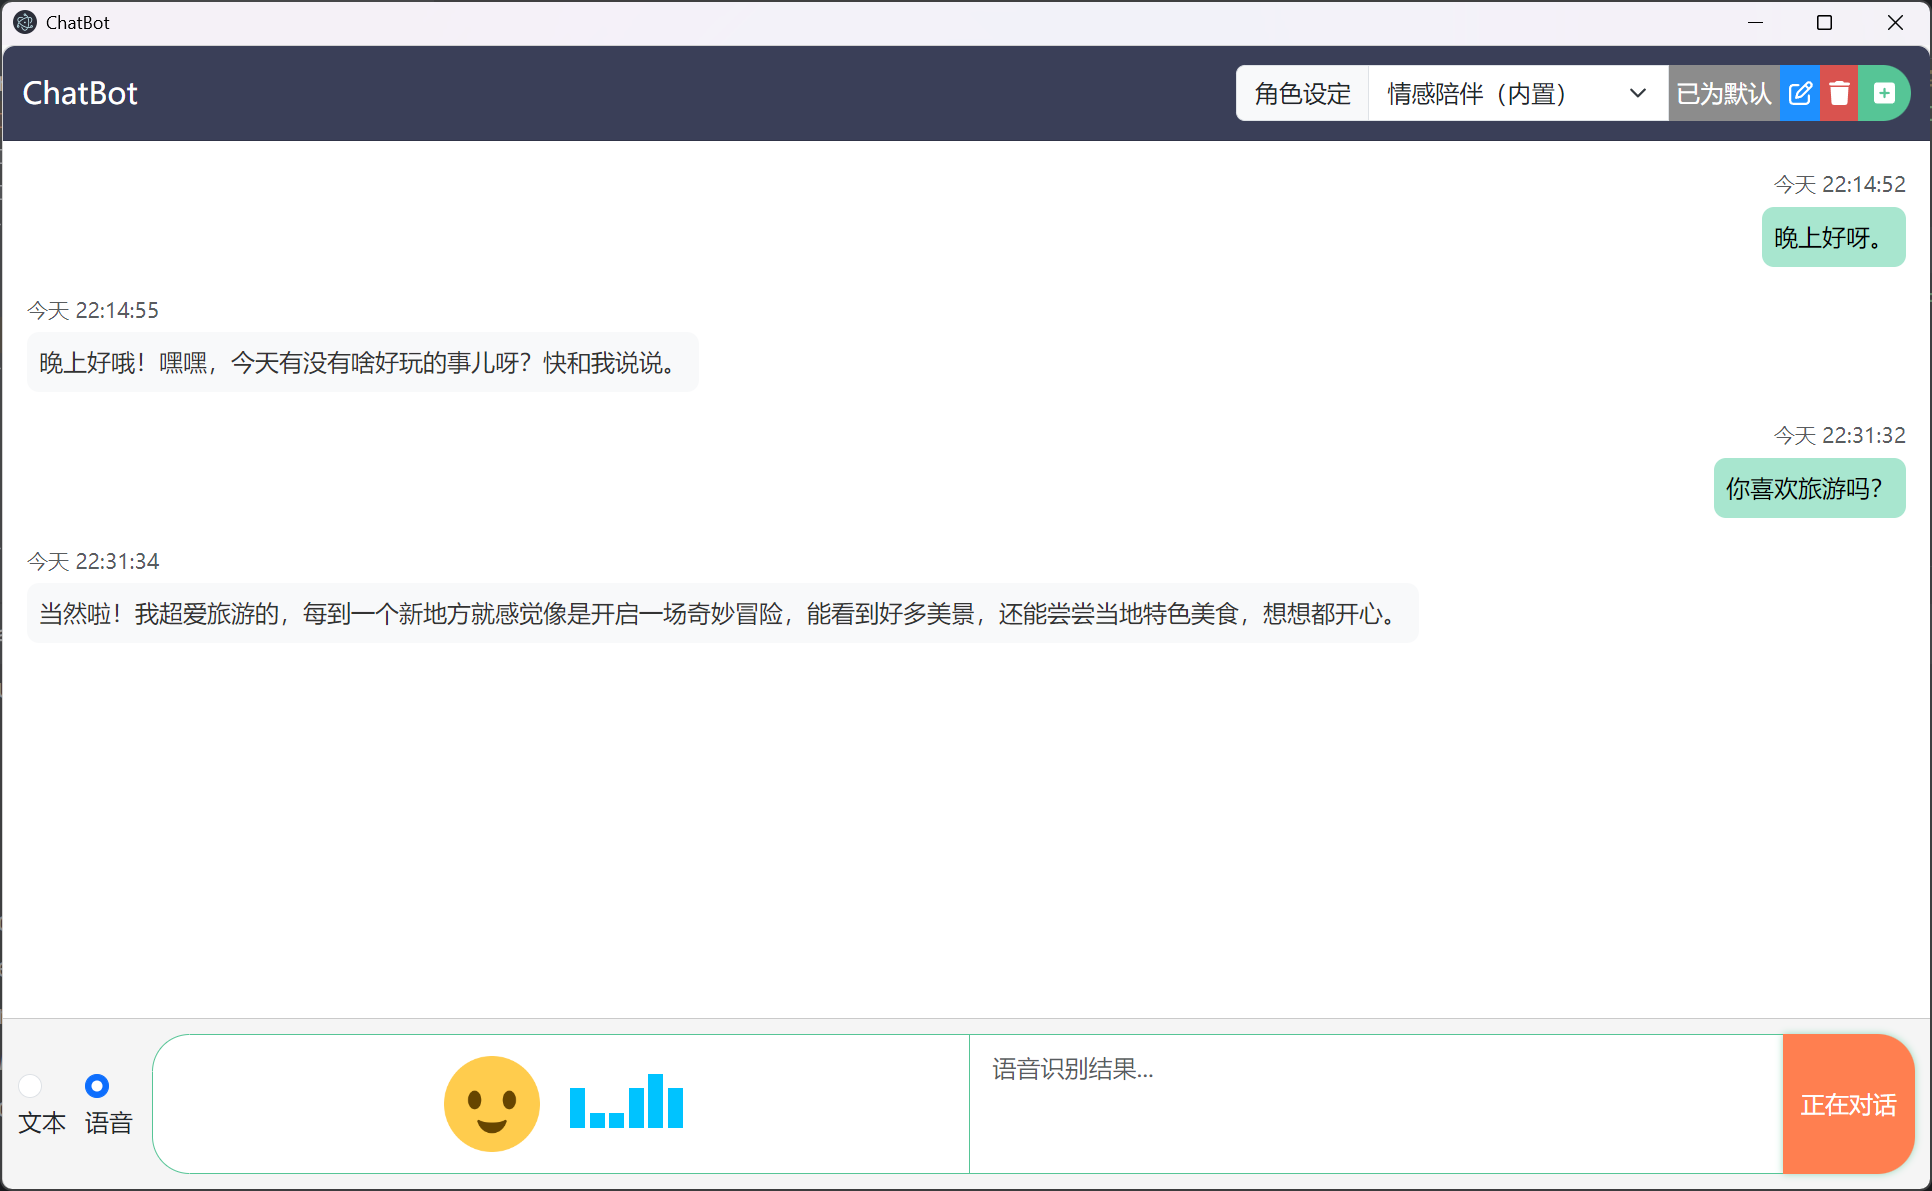 ChatBot
ChatBot
角色设定
情感陪伴（内置）
已为默认
今天 22:14:52
晚上好呀。
今天 22:14:55
晚上好哦！嘿嘿，今天有没有啥好玩的事儿呀？快和我说说。
今天 22:31:32
你喜欢旅游吗？
今天 22:31:34
当然啦！我超爱旅游的，每到一个新地方就感觉像是开启一场奇妙冒险，能看到好多美景，还能尝尝当地特色美食，想想都开心。
文本
语音
语音识别结果...
正在对话